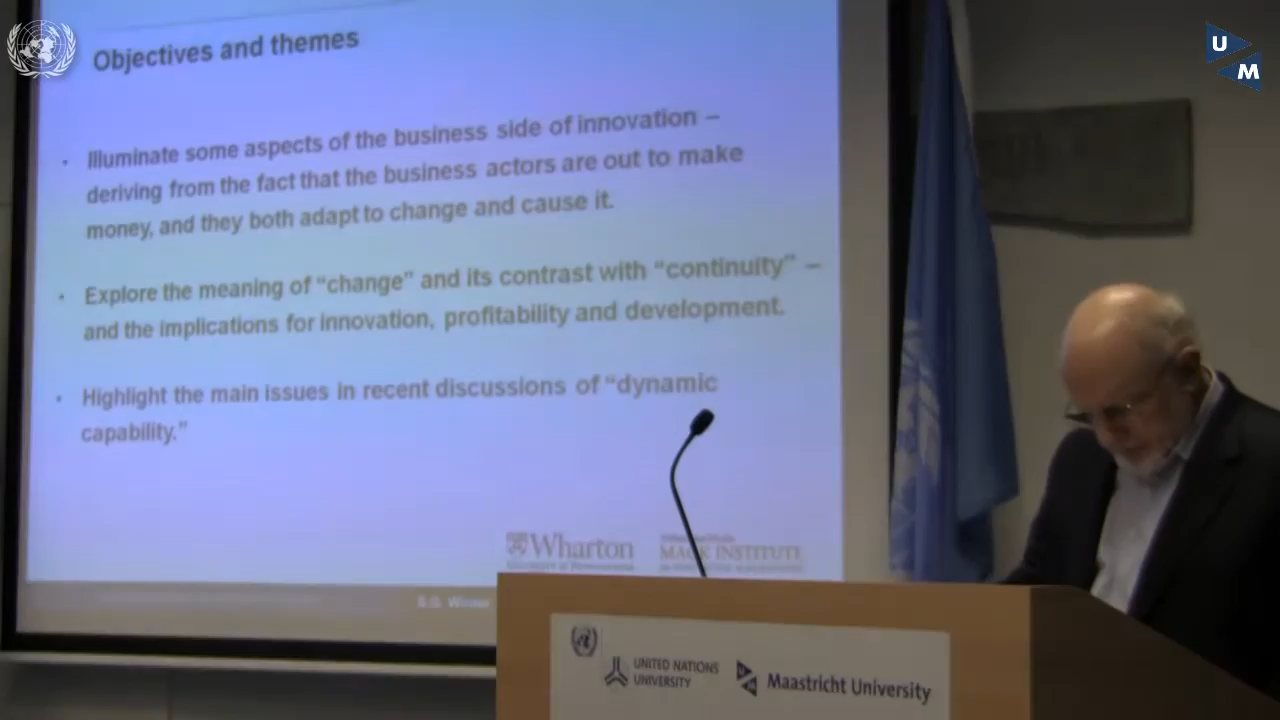 Objectives and themes
• Illuminate some aspects of the business side of innovation –
deriving from the fact that the business actors are out to make
money, and they both adapt to change and cause it.
• Explore the meaning of “change” and its contrast with “continuity” –
and the implications for innovation, profitability and development.
• Highlight the main issues in recent discussions of “dynamic
capability.”
Wharton
MACK INSTITUTE
S.G. Winter
UNITED NATIONS
UNIVERSITY
Maastricht University
U
M